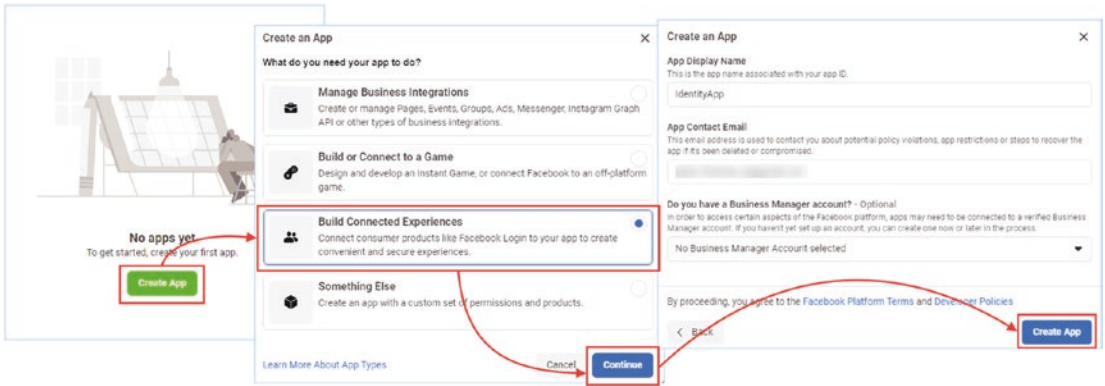 No apps yet
To get started, create your first app.
Create App
Create an App
What do you need your app to do?
Manage Business Integrations
Create or manage Pages, Events, Groups, Ads, Messenger, Instagram Graph
API or other types of business integrations.
Build or Connect to a Game
Design and develop an Instant Game, or connect Facebook to an off-platform
game.
Build Connected Experiences
Connect consumer products like Facebook Login to your app to create
convenient and secure experiences.
Something Else
Create an app with a custom set of permissions and products.
Learn More About App Types
Cancel
Continue
Create an App
App Display Name
This is the app name associated with your app ID.
IdentityApp
App Contact Email
This email address is used to contact you about potential policy violations, app restrictions or steps to recover the
app if it's been deleted or compromised.
Do you have a Business Manager account? - Optional
In order to access certain aspects of the Facebook platform, apps may need to be connected to a verified Business
Manager account. If you haven't yet set up an account, you can create one now or later in the process.
No Business Manager Account selected
By proceeding, you agree to the Facebook Platform Terms and Developer Policies
Back
Create App